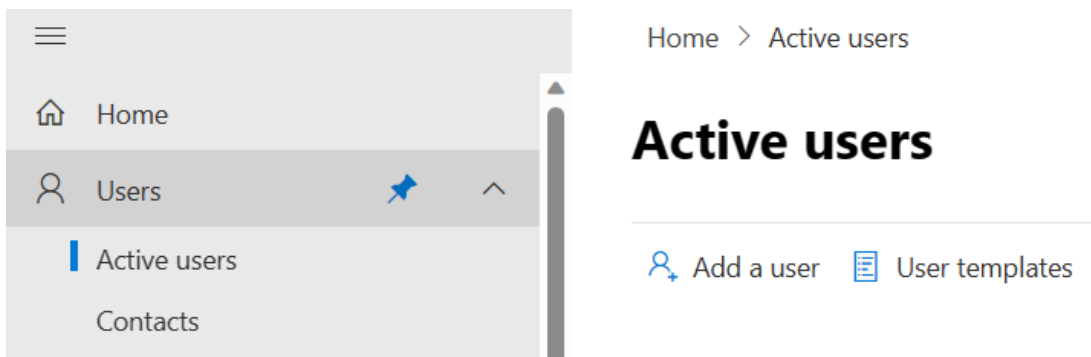 Home
Users
Active users
Contacts
Home > Active users
Active users
Add a user User templates